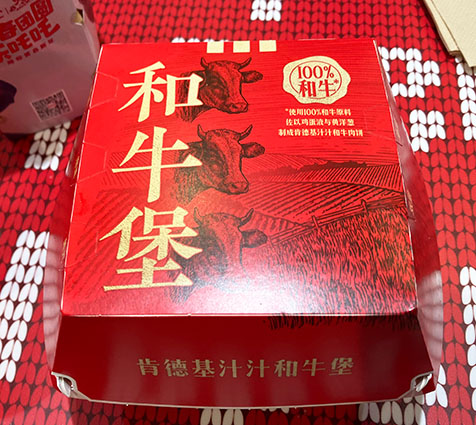 和牛堡
100%
和牛*
*使用100%和牛原料
佐以鸡蛋液与黄洋葱
制成肯德基汁汁和牛肉饼
肯德基汁汁和牛堡